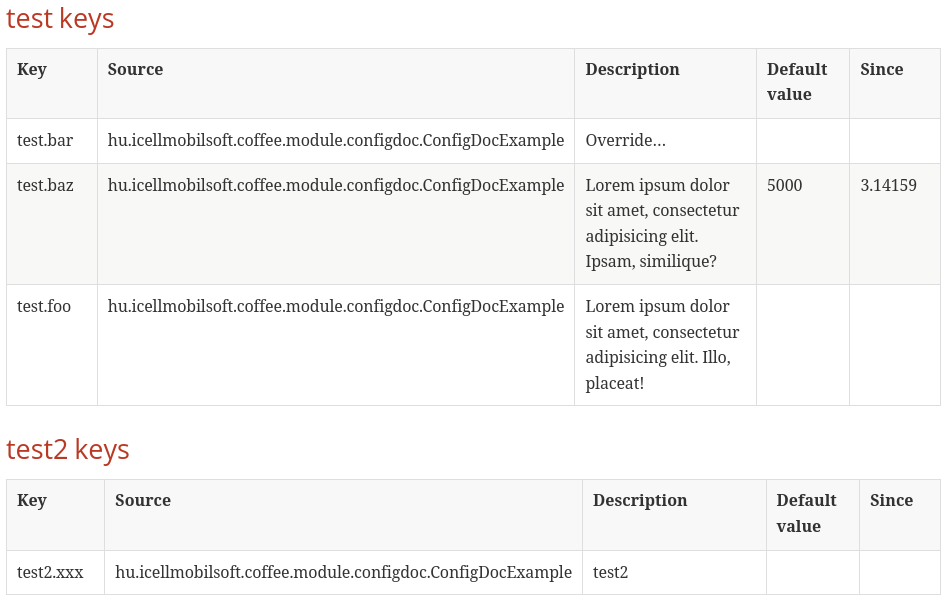 test keys
Key Source Description Default
value Since
test.bar hu.icellmobilsoft.coffee.module.configdoc.ConfigDocExample Override…
test.baz hu.icellmobilsoft.coffee.module.configdoc.ConfigDocExample Lorem ipsum dolor 5000 3.14159
sit amet, consectetur
adipisicing elit.
Ipsam, similique?
test.foo hu.icellmobilsoft.coffee.module.configdoc.ConfigDocExample Lorem ipsum dolor
sit amet, consectetur
adipisicing elit. Illo,
placeat!
test2 keys
Key Source Description Default
value Since
test2.xxx hu.icellmobilsoft.coffee.module.configdoc.ConfigDocExample test2